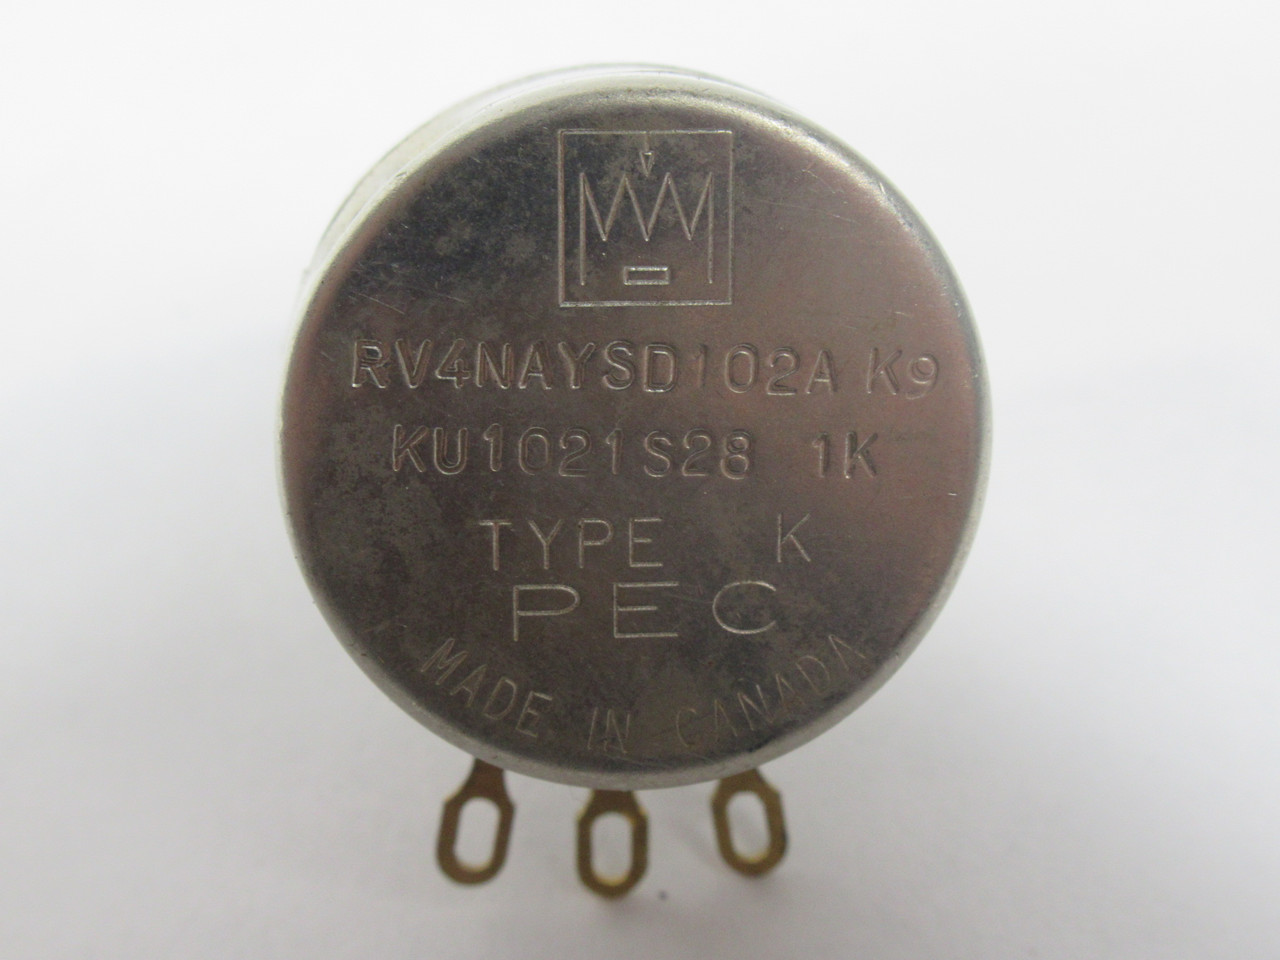 RV4NAYSD102A K9
KU1021S28 1K
TYPE K
PEC
MADE IN CANADA